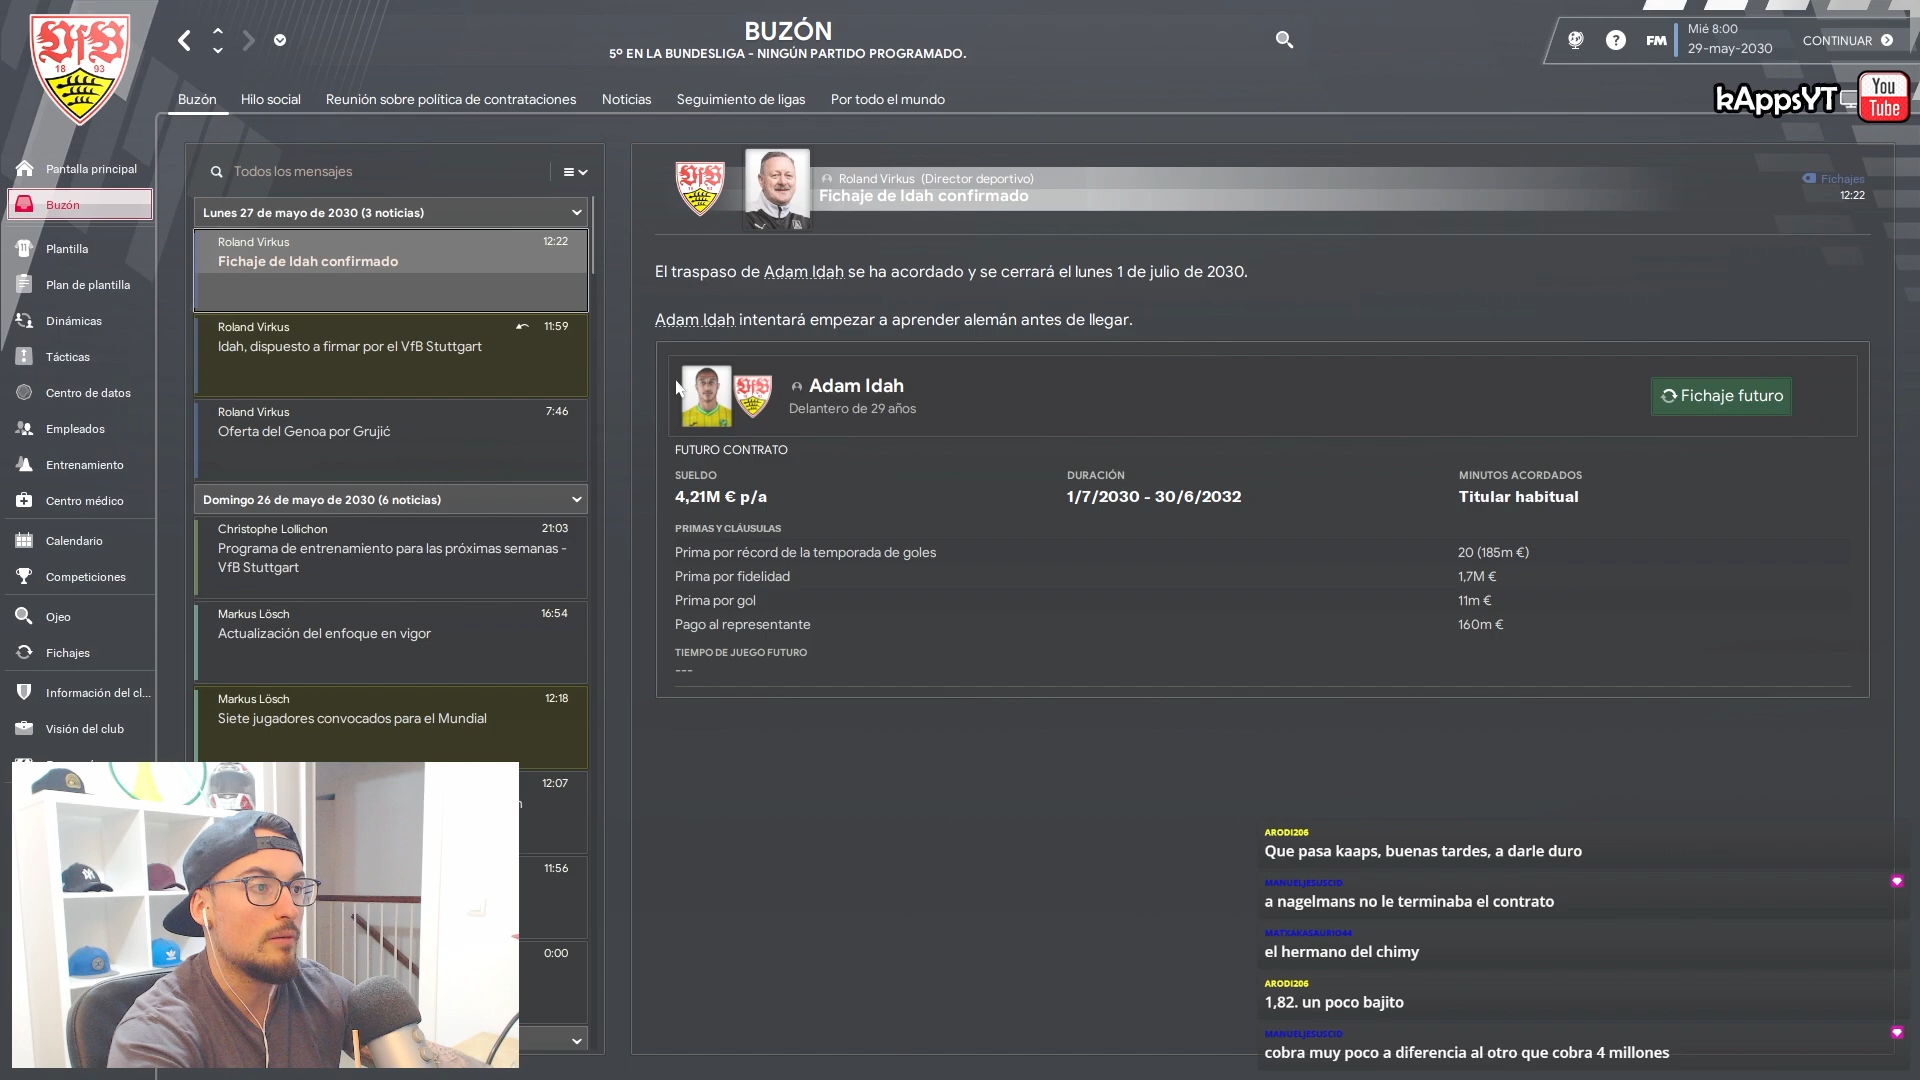 BUZÓN
5º EN LA BUNDESLIGA - NINGÚN PARTIDO PROGRAMADO.
FM
Mié 8:00
29-may-2030
CONTINUAR
18 93
Buzón
Hilo social
Reunión sobre política de contrataciones
Noticias
Seguimiento de ligas
Por todo el mundo
kAppsYT
You
Tube
Pantalla principal
Buzón
Plantilla
Plan de plantilla
Dinámicas
Tácticas
Centro de datos
Empleados
Entrenamiento
Centro médico
Calendario
Competiciones
Ojeo
Fichajes
Información del cl...
Visión del club
Todos los mensajes
Lunes 27 de mayo de 2030 (3 noticias)
Roland Virkus 12:22
Fichaje de Idah confirmado
Roland Virkus 11:59
Idah, dispuesto a firmar por el VfB Stuttgart
Roland Virkus 7:46
Oferta del Genoa por Grujić
Domingo 26 de mayo de 2030 (6 noticias)
Christophe Lollichon 21:03
Programa de entrenamiento para las próximas semanas -
VfB Stuttgart
Markus Lösch 16:54
Actualización del enfoque en vigor
Markus Lösch 12:18
Siete jugadores convocados para el Mundial
12:07
11:56
0:00
Roland Virkus (Director deportivo)
Fichaje de Idah confirmado
Fichajes
12:22
El traspaso de Adam Idah se ha acordado y se cerrará el lunes 1 de julio de 2030.
Adam Idah intentará empezar a aprender alemán antes de llegar.
Adam Idah
Delantero de 29 años
Fichaje futuro
FUTURO CONTRATO
SUELDO DURACIÓN MINUTOS ACORDADOS
4,21M € p/a 1/7/2030 - 30/6/2032 Titular habitual
PRIMAS Y CLÁUSULAS
Prima por récord de la temporada de goles 20 (185m €)
Prima por fidelidad 1,7M €
Prima por gol 11m €
Pago al representante 160m €
TIEMPO DE JUEGO FUTURO
---
ARODI206
Que pasa kaaps, buenas tardes, a darle duro
MANUELJESUSCID
a nagelmans no le terminaba el contrato
MATXAKASAURIO44
el hermano del chimy
ARODI206
1,82. un poco bajito
MANUELJESUSCID
cobra muy poco a diferencia al otro que cobra 4 millones